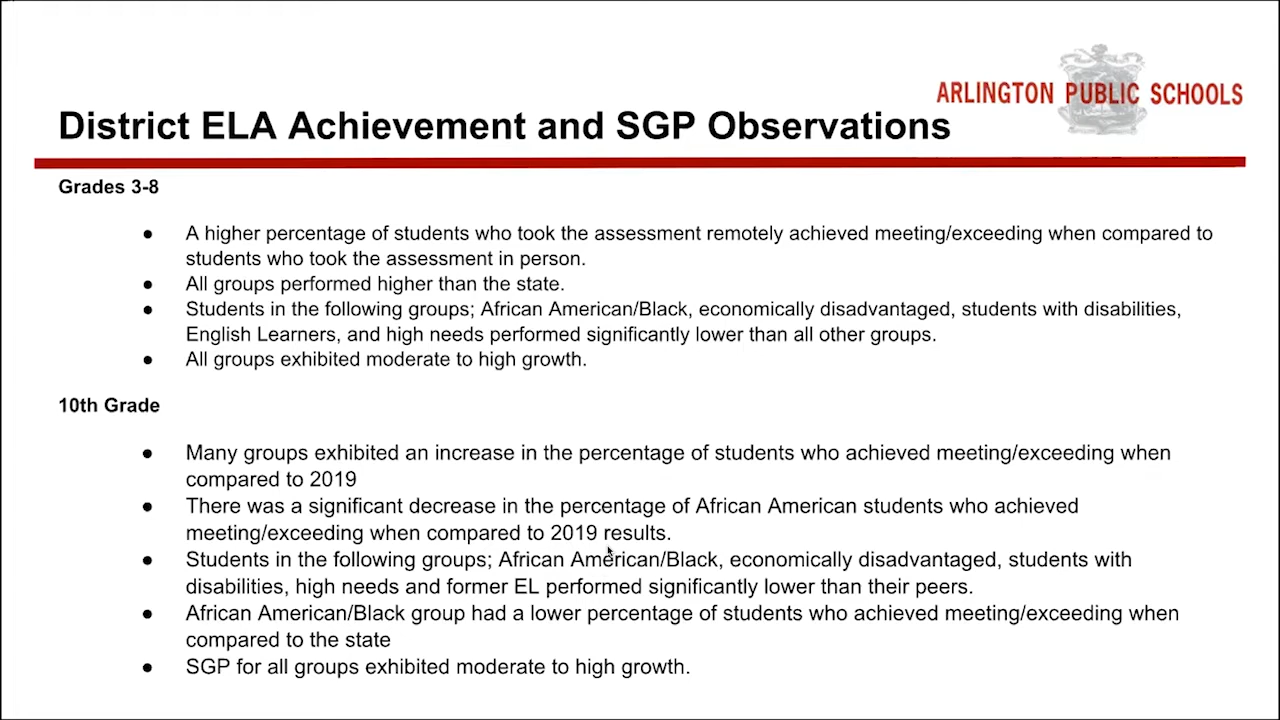 ARLINGTON PUBLIC SCHOOLS
District ELA Achievement and SGP Observations
Grades 3-8
● A higher percentage of students who took the assessment remotely achieved meeting/exceeding when compared to
students who took the assessment in person.
● All groups performed higher than the state.
● Students in the following groups; African American/Black, economically disadvantaged, students with disabilities,
English Learners, and high needs performed significantly lower than all other groups.
● All groups exhibited moderate to high growth.
10th Grade
● Many groups exhibited an increase in the percentage of students who achieved meeting/exceeding when
compared to 2019
● There was a significant decrease in the percentage of African American students who achieved
meeting/exceeding when compared to 2019 results.
● Students in the following groups; African American/Black, economically disadvantaged, students with
disabilities, high needs and former EL performed significantly lower than their peers.
● African American/Black group had a lower percentage of students who achieved meeting/exceeding when
compared to the state
● SGP for all groups exhibited moderate to high growth.